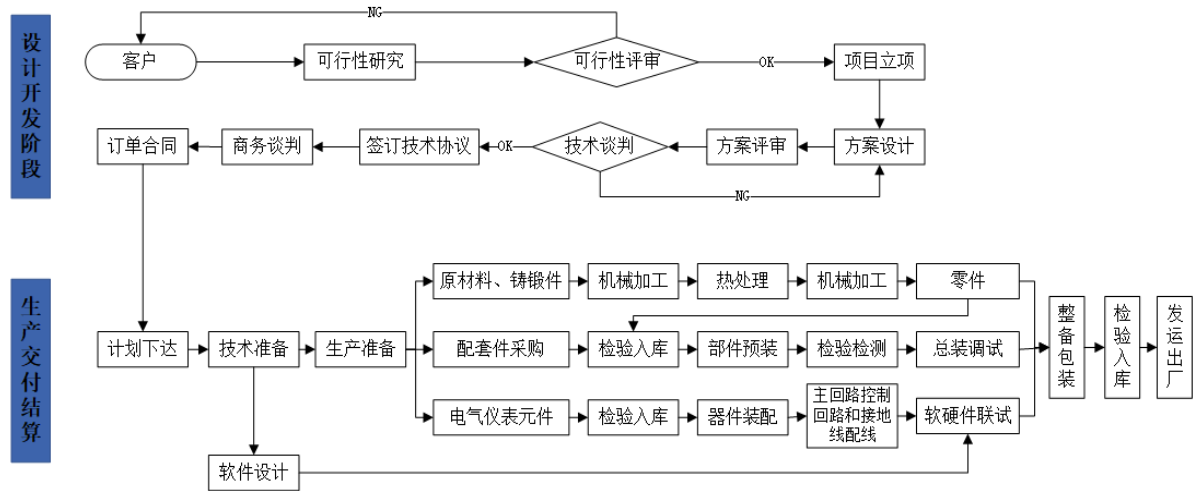 设计开发阶段
NG
客户
可行性研究
可行性评审
OK
项目立项
订单合同
商务谈判
签订技术协议
OK
技术谈判
方案评审
方案设计
NG
生产交付结算
原材料、铸锻件
机械加工
热处理
机械加工
零件
计划下达
技术准备
生产准备
配套件采购
检验入库
部件预装
检验检测
总装调试
整备包装
检验入库
发运出厂
电气仪表元件
检验入库
器件装配
主回路控制
回路和接地
线配线
软硬件联试
软件设计